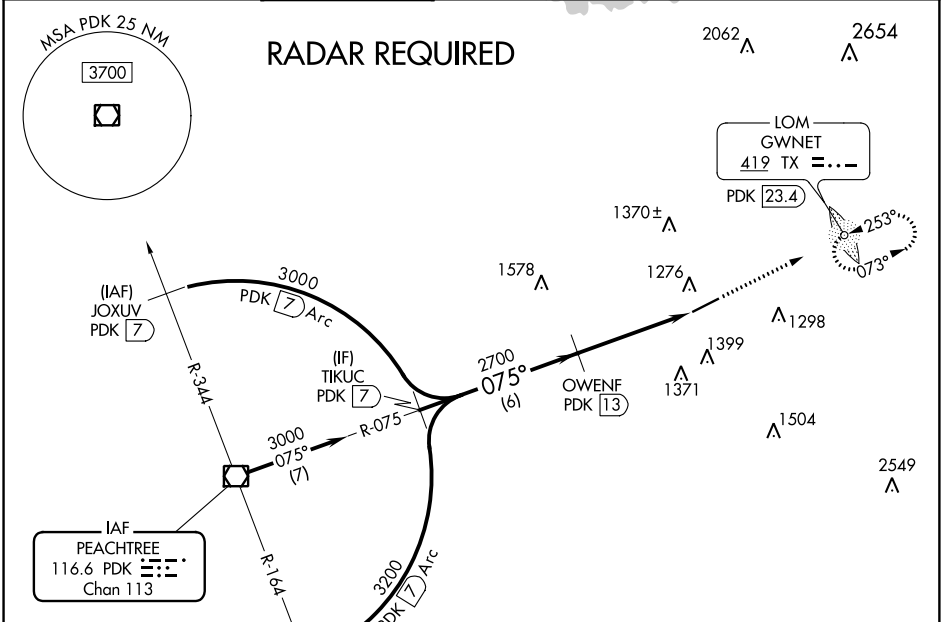 MSA PDK 25 NM
3700
RADAR REQUIRED
2062
2654
LOM
GWNET
419 TX
PDK 23.4
253°
073°
1370±
1578
1276
1298
1399
1371
1504
2549
(IAF)
JOXUV
PDK 7
3000
PDK 7 Arc
R-344
(IF)
TIKUC
PDK 7
2700
075°
(6)
OWENF
PDK 13
R-075
3000
075°
(7)
IAF
PEACHTREE
116.6 PDK
Chan 113
R-164
3200
PDK 7 Arc